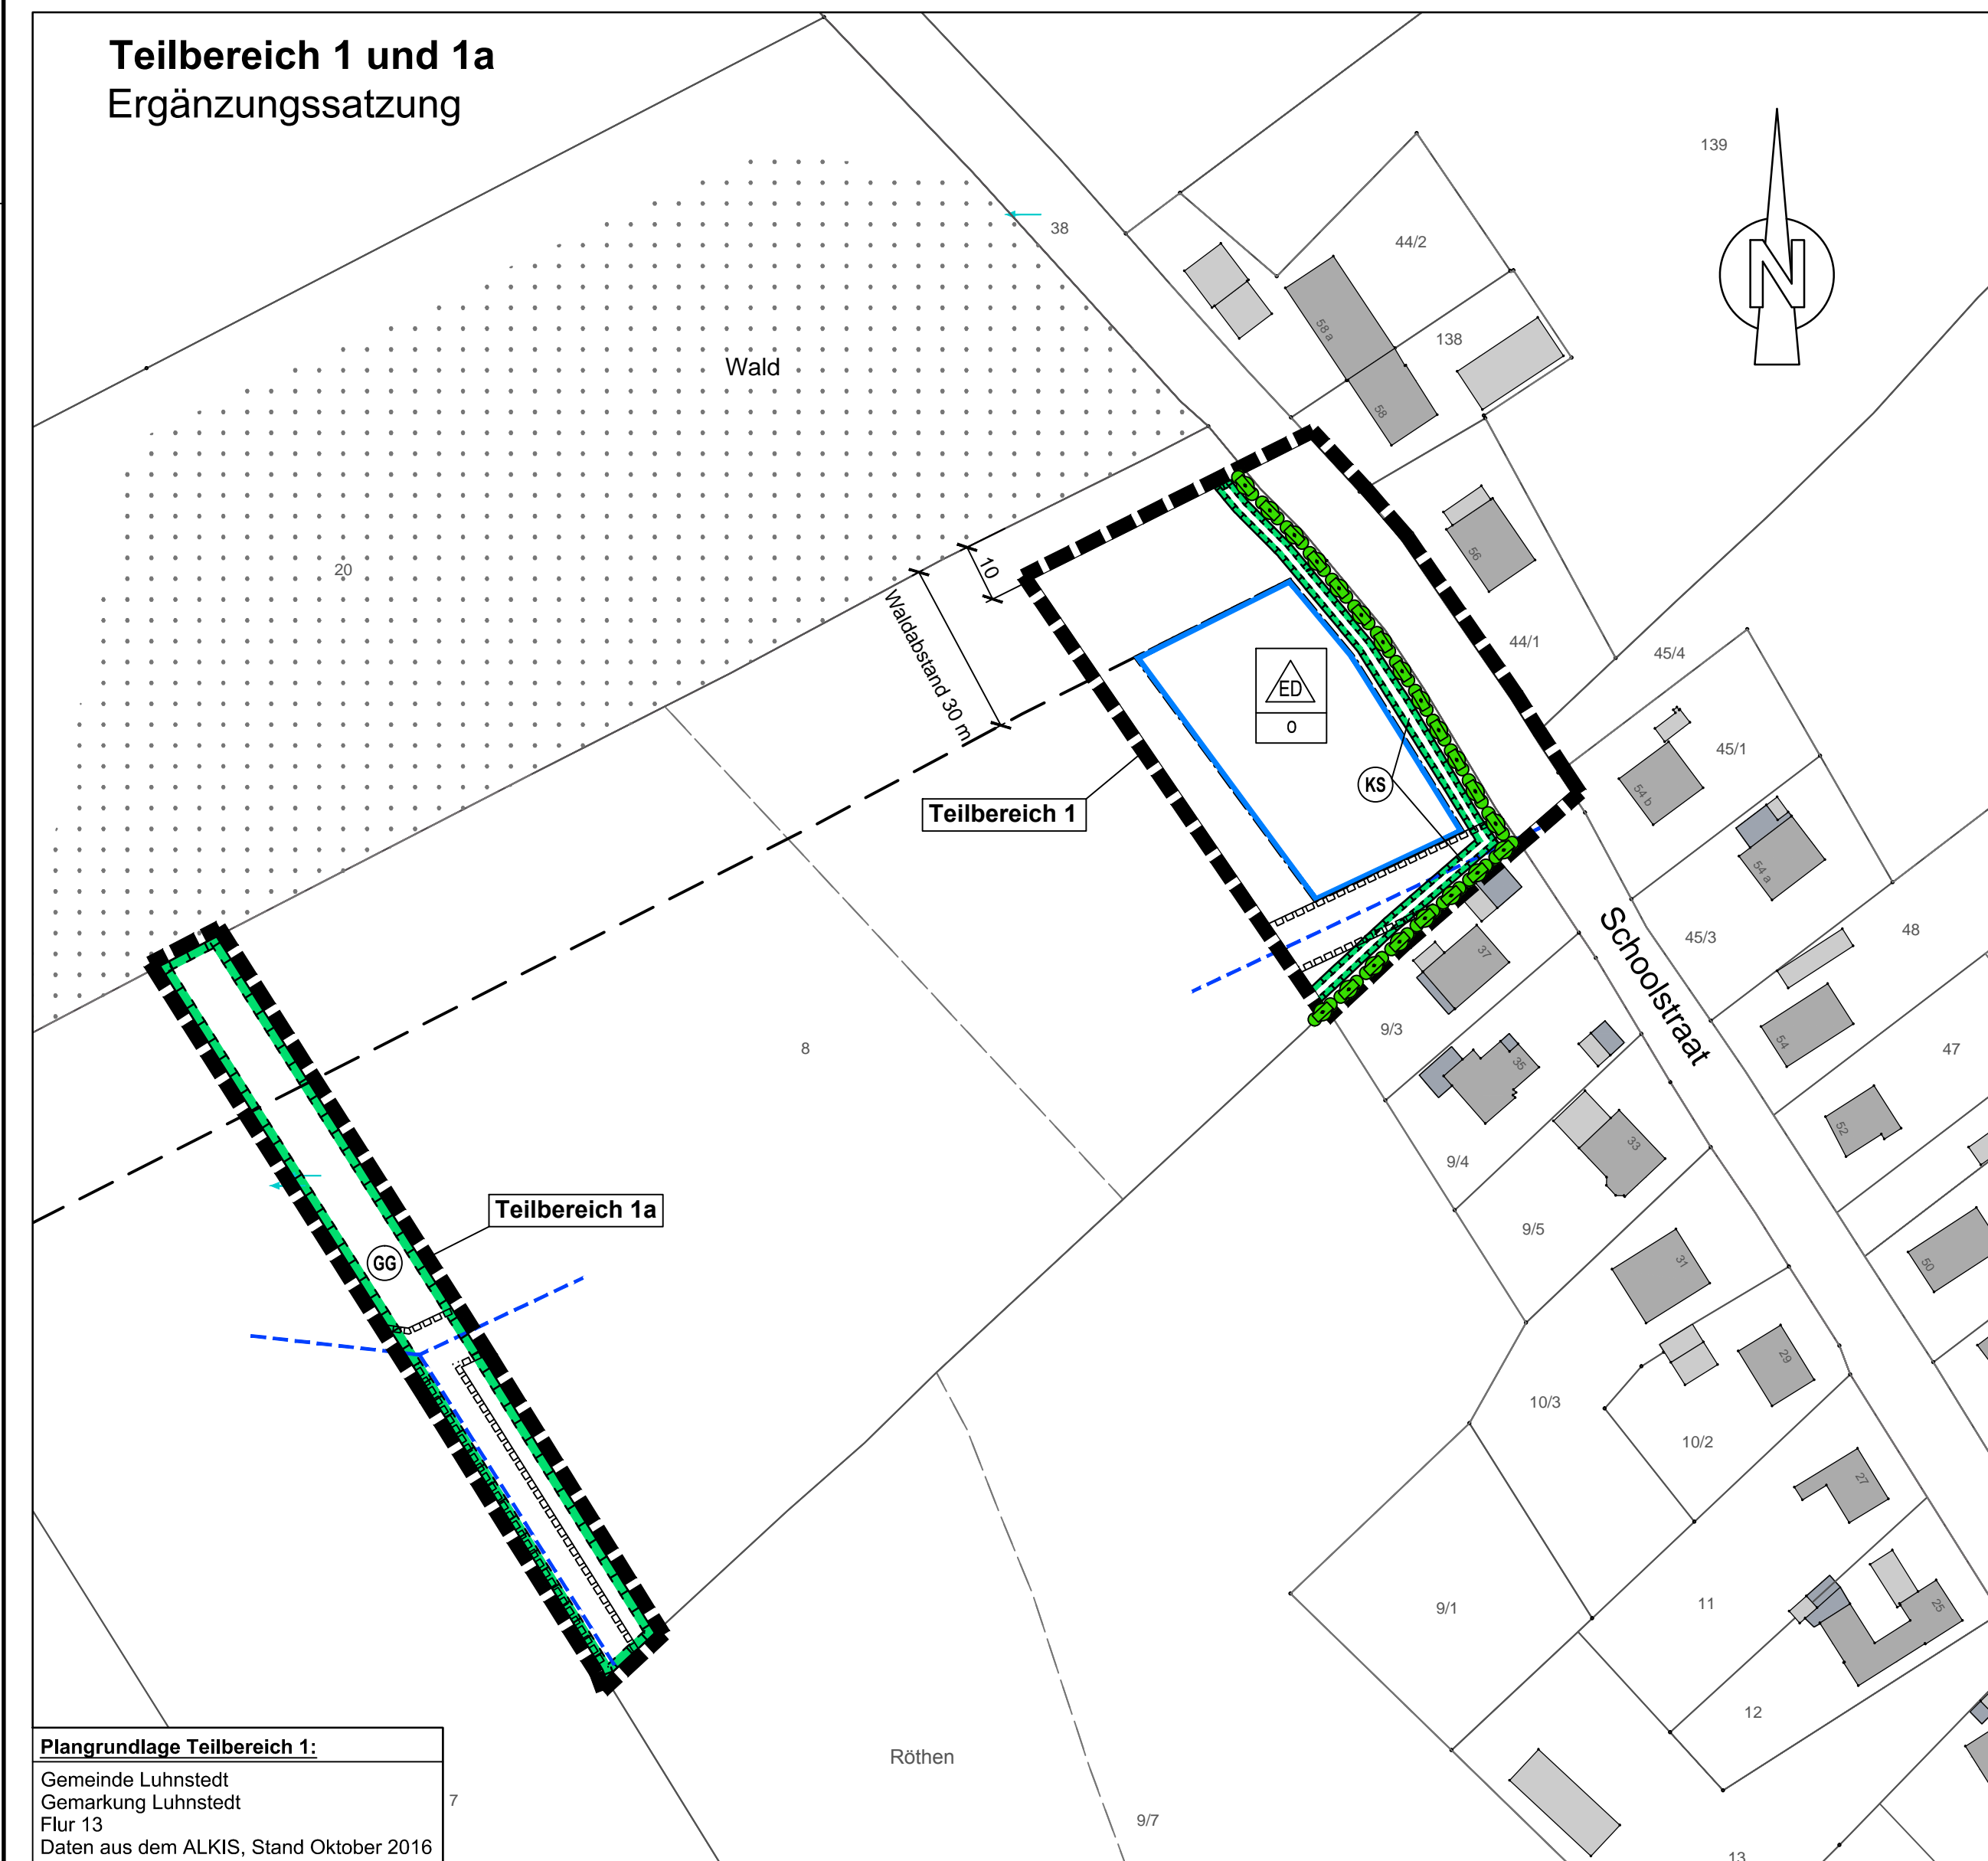 Teilbereich 1 und 1a
Ergänzungssatzung
139
N
38
44/2
58 a
138
Wald
58
56
20
10
Waldabstand 30 m
44/1
45/4
ED
o
45/1
KS
54 b
Teilbereich 1
54 a
Schoolstraat
45/3
48
37
9/3
54
8
47
35
52
33
9/4
Teilbereich 1a
9/5
GG
31
50
29
10/3
10/2
27
9/1
11
25
12
Plangrundlage Teilbereich 1:
Gemeinde Luhnstedt
Gemarkung Luhnstedt
Flur 13
Daten aus dem ALKIS, Stand Oktober 2016
7
Röthen
9/7
13